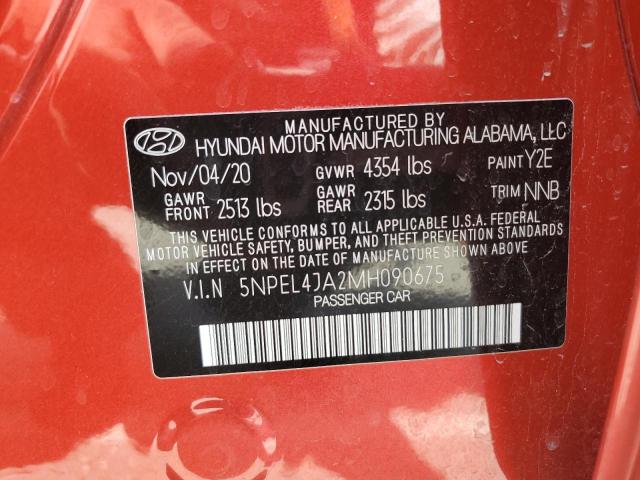 MANUFACTURED BY
HYUNDAI MOTOR MANUFACTURING ALABAMA, LLC
Nov/04/20 GVWR 4354 lbs PAINT Y2E
GAWR FRONT 2513 lbs GAWR REAR 2315 lbs TRIM NNB
THIS VEHICLE CONFORMS TO ALL APPLICABLE U.S.A. FEDERAL
MOTOR VEHICLE SAFETY, BUMPER, AND THEFT PREVENTION STANDARDS
IN EFFECT ON THE DATE OF MANUFACTURE SHOWN ABOVE.
V.I.N 5NPEL4JA2MH090675
PASSENGER CAR